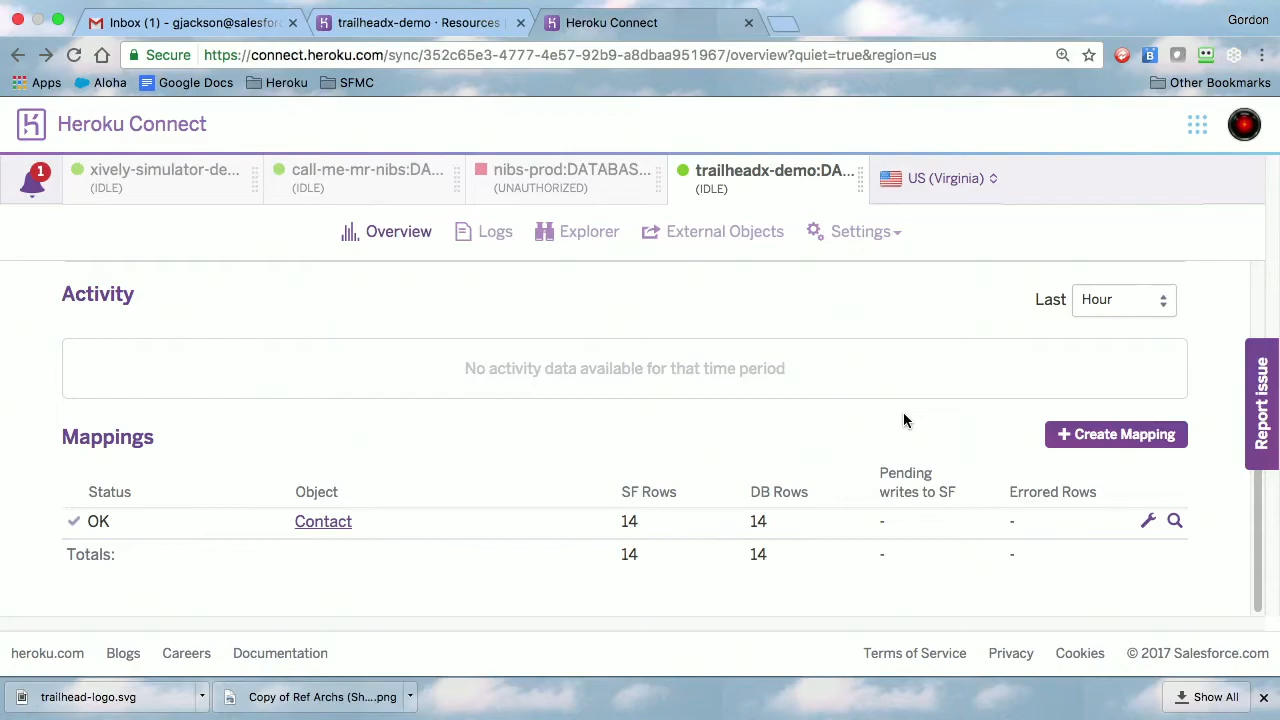 Inbox (1) - gjackson@salesfor
trailheadx-demo · Resources
Heroku Connect
Gordon
Secure
https://connect.heroku.com/sync/352c65e3-4777-4e57-92b9-a8dbaa951967/overview?quiet=true&region=us
Apps
Aloha
Google Docs
Heroku
SFMC
Other Bookmarks
Heroku Connect
1
xively-simulator-de...
(IDLE)
call-me-mr-nibs:DA...
(IDLE)
nibs-prod:DATABAS...
(UNAUTHORIZED)
trailheadx-demo:DA...
(IDLE)
US (Virginia)
Overview
Logs
Explorer
External Objects
Settings
Activity
Last
Hour
No activity data available for that time period
Report issue
Mappings
+ Create Mapping
Status
Object
SF Rows
DB Rows
Pending
writes to SF
Errored Rows
OK
Contact
14
14
-
-
Totals:
14
14
-
-
heroku.com
Blogs
Careers
Documentation
Terms of Service
Privacy
Cookies
© 2017 Salesforce.com
trailhead-logo.svg
Copy of Ref Archs (Sh....png
Show All